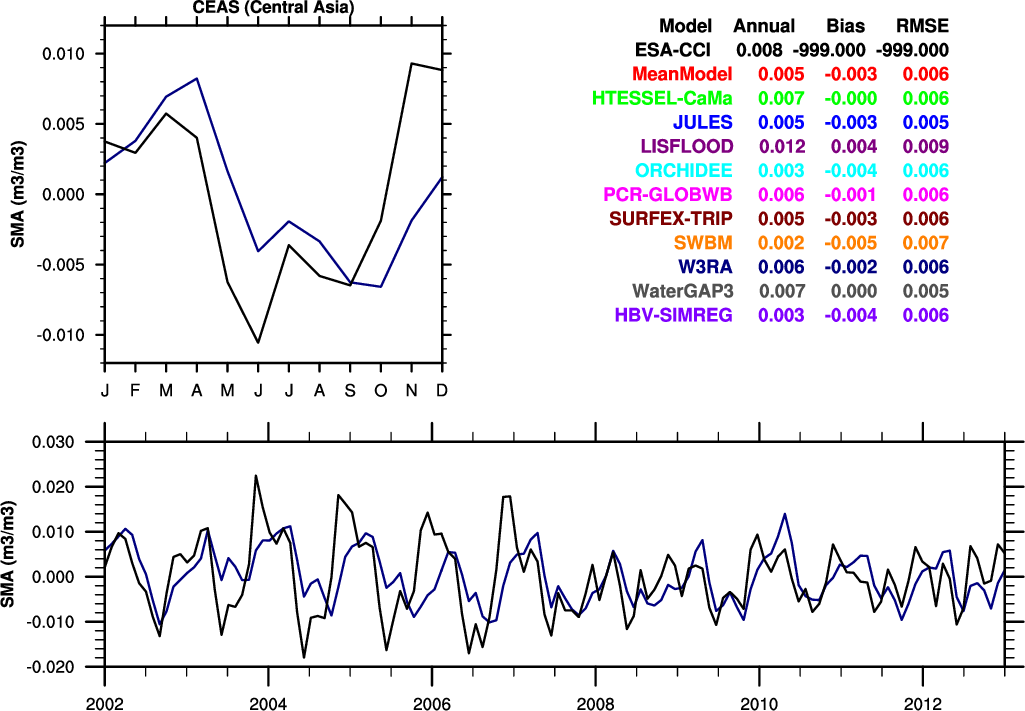 CEAS (Central Asia)
SMA (m3/m3)
0.010
0.005
0.000
-0.005
-0.010
J F M A M J J A S O N D
Model Annual Bias RMSE
ESA-CCI 0.008 -999.000 -999.000
MeanModel 0.005 -0.003 0.006
HTESSEL-CaMa 0.007 -0.000 0.006
JULES 0.005 -0.003 0.005
LISFLOOD 0.012 0.004 0.009
ORCHIDEE 0.003 -0.004 0.006
PCR-GLOBWB 0.006 -0.001 0.006
SURFEX-TRIP 0.005 -0.003 0.006
SWBM 0.002 -0.005 0.007
W3RA 0.006 -0.002 0.006
WaterGAP3 0.007 0.000 0.005
HBV-SIMREG 0.003 -0.004 0.006
SMA (m3/m3)
0.030
0.020
0.010
0.000
-0.010
-0.020
2002 2004 2006 2008 2010 2012